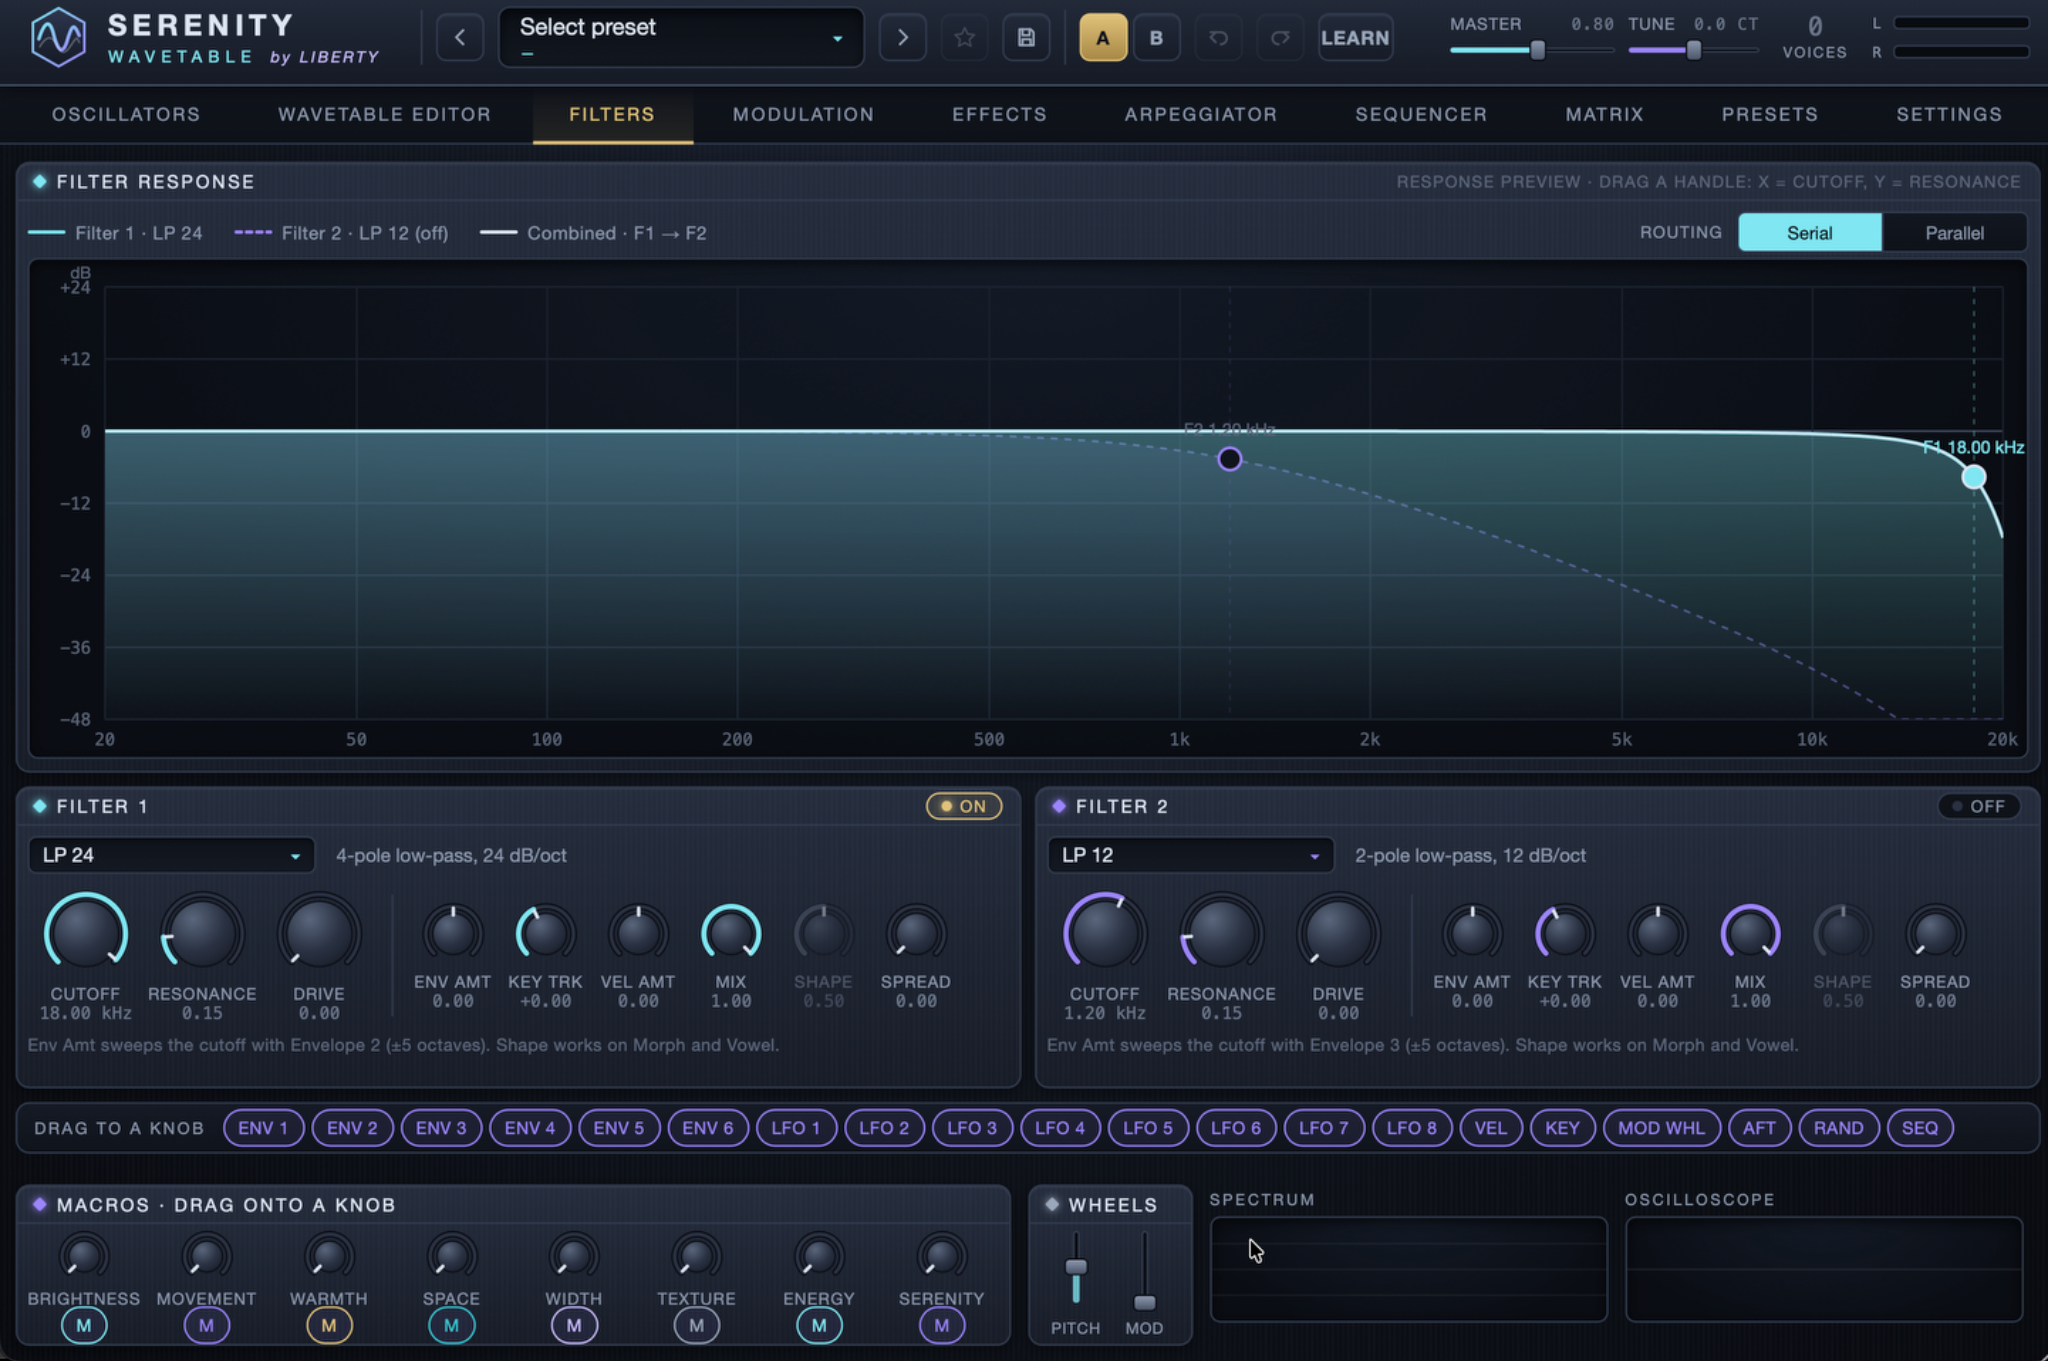 SERENITY
WAVETABLE by LIBERTY
Select preset
–
A B LEARN
MASTER 0.80 TUNE 0.0 CT
0
VOICES
L
R
OSCILLATORS WAVETABLE EDITOR FILTERS MODULATION EFFECTS ARPEGGIATOR SEQUENCER MATRIX PRESETS SETTINGS
FILTER RESPONSE
RESPONSE PREVIEW · DRAG A HANDLE: X = CUTOFF, Y = RESONANCE
Filter 1 · LP 24 Filter 2 · LP 12 (off) Combined · F1 → F2
ROUTING Serial Parallel
dB
+24
+12
0
−12
−24
−36
−48
F2 1.20 kHz
F1 18.00 kHz
20 50 100 200 500 1k 2k 5k 10k 20k
FILTER 1 ON
LP 24 4-pole low-pass, 24 dB/oct
CUTOFF RESONANCE DRIVE ENV AMT KEY TRK VEL AMT MIX SHAPE SPREAD
18.00 kHz 0.15 0.00 0.00 +0.00 0.00 1.00 0.50 0.00
Env Amt sweeps the cutoff with Envelope 2 (±5 octaves). Shape works on Morph and Vowel.
FILTER 2 OFF
LP 12 2-pole low-pass, 12 dB/oct
CUTOFF RESONANCE DRIVE ENV AMT KEY TRK VEL AMT MIX SHAPE SPREAD
1.20 kHz 0.15 0.00 0.00 +0.00 0.00 1.00 0.50 0.00
Env Amt sweeps the cutoff with Envelope 3 (±5 octaves). Shape works on Morph and Vowel.
DRAG TO A KNOB ENV 1 ENV 2 ENV 3 ENV 4 ENV 5 ENV 6 LFO 1 LFO 2 LFO 3 LFO 4 LFO 5 LFO 6 LFO 7 LFO 8 VEL KEY MOD WHL AFT RAND SEQ
MACROS · DRAG ONTO A KNOB
BRIGHTNESS MOVEMENT WARMTH SPACE WIDTH TEXTURE ENERGY SERENITY
M M M M M M M M
WHEELS
PITCH MOD
SPECTRUM
OSCILLOSCOPE